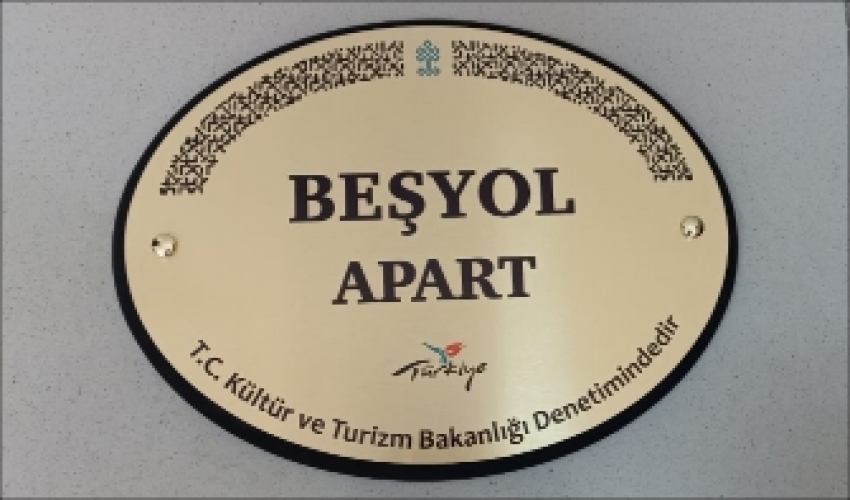 BEŞYOL
APART
Türkiye
T.C. Kültür ve Turizm Bakanlığı Denetimindedir